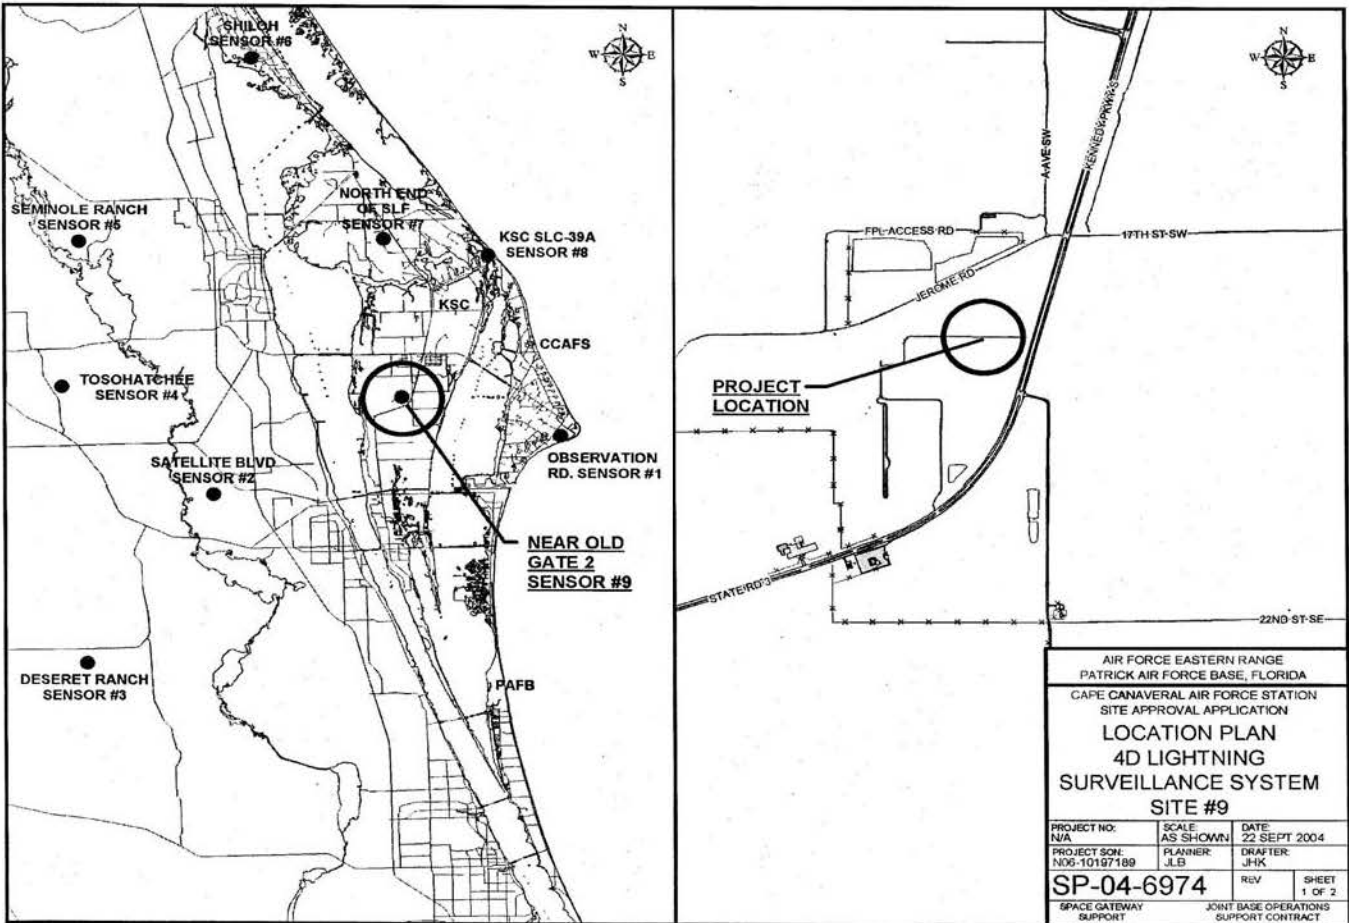 SHILOH
SENSOR #6
N
W E
S
SEMINOLE RANCH
SENSOR #5
NORTH END
OF SLF
SENSOR #7
KSC SLC-39A
SENSOR #8
KSC
CCAFS
TOSOHATCHEE
SENSOR #4
OBSERVATION
RD. SENSOR #1
SATELLITE BLVD
SENSOR #2
NEAR OLD
GATE 2
SENSOR #9
DESERET RANCH
SENSOR #3
PAFB
N
W E
S
A AVE SW
KENNEDY PKWY S
FPL ACCESS RD
17TH ST SW
JEROME RD
PROJECT
LOCATION
STATE RD 3
22ND ST SE
AIR FORCE EASTERN RANGE
PATRICK AIR FORCE BASE, FLORIDA
CAPE CANAVERAL AIR FORCE STATION
SITE APPROVAL APPLICATION
LOCATION PLAN
4D LIGHTNING
SURVEILLANCE SYSTEM
SITE #9
PROJECT NO: SCALE: DATE:
N/A AS SHOWN 22 SEPT 2004
PROJECT SON: PLANNER: DRAFTER:
N06-10197189 JLB JHK
SP-04-6974 REV SHEET
1 OF 2
SPACE GATEWAY JOINT BASE OPERATIONS
SUPPORT SUPPORT CONTRACT